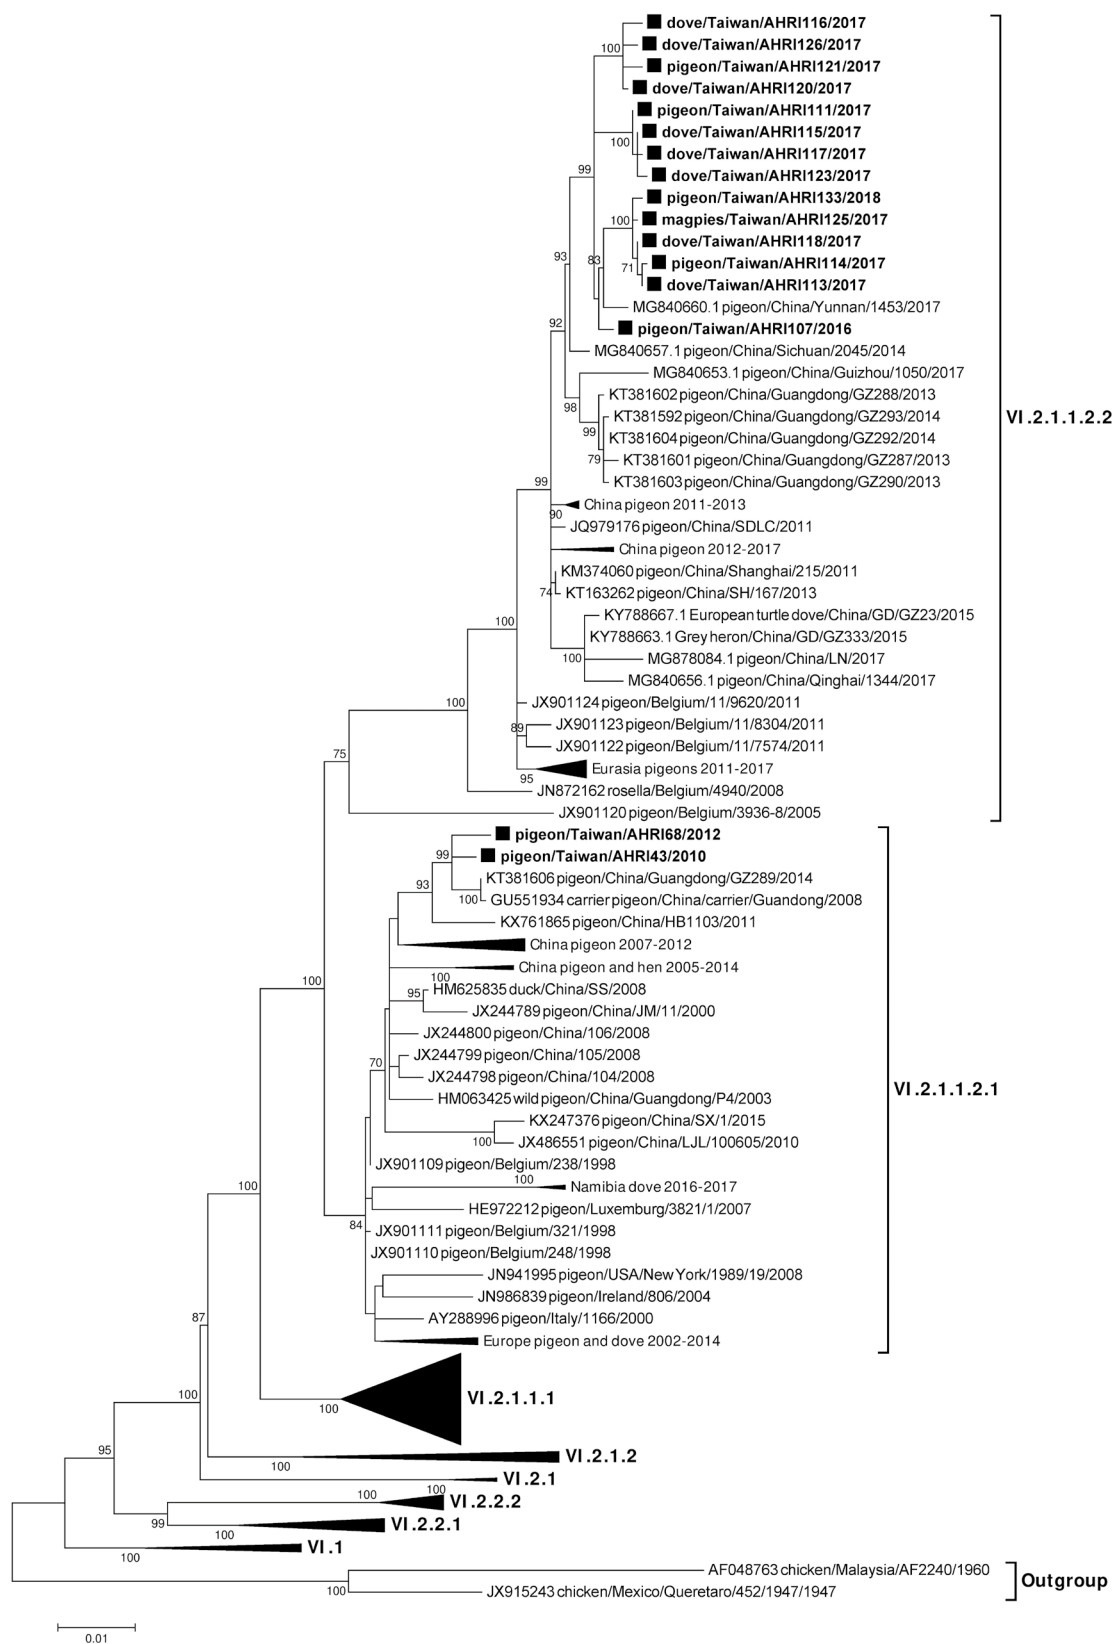 dove/Taiwan/AHRI116/2017
100
dove/Taiwan/AHRI126/2017
pigeon/Taiwan/AHRI121/2017
dove/Taiwan/AHRI120/2017
pigeon/Taiwan/AHRI111/2017
dove/Taiwan/AHRI115/2017
100
dove/Taiwan/AHRI117/2017
99
dove/Taiwan/AHRI123/2017
pigeon/Taiwan/AHRI133/2018
100
magpies/Taiwan/AHRI125/2017
dove/Taiwan/AHRI118/2017
93
83
71
pigeon/Taiwan/AHRI114/2017
dove/Taiwan/AHRI113/2017
MG840660.1 pigeon/China/Yunnan/1453/2017
92
pigeon/Taiwan/AHRI107/2016
MG840657.1 pigeon/China/Sichuan/2045/2014
MG840653.1 pigeon/China/Guizhou/1050/2017
KT381602 pigeon/China/Guangdong/GZ288/2013
98
KT381592 pigeon/China/Guangdong/GZ293/2014
VI.2.1.1.2.2
99
KT381604 pigeon/China/Guangdong/GZ292/2014
79
KT381601 pigeon/China/Guangdong/GZ287/2013
99
KT381603 pigeon/China/Guangdong/GZ290/2013
China pigeon 2011-2013
90
JQ979176 pigeon/China/SDLC/2011
China pigeon 2012-2017
KM374060 pigeon/China/Shanghai/215/2011
74
KT163262 pigeon/China/SH/167/2013
KY788667.1 European turtle dove/China/GD/GZ23/2015
100
KY788663.1 Grey heron/China/GD/GZ333/2015
100
MG878084.1 pigeon/China/LN/2017
MG840656.1 pigeon/China/Qinghai/1344/2017
100
JX901124 pigeon/Belgium/11/9620/2011
89
JX901123 pigeon/Belgium/11/8304/2011
75
JX901122 pigeon/Belgium/11/7574/2011
Eurasia pigeons 2011-2017
95
JN872162 rosella/Belgium/4940/2008
JX901120 pigeon/Belgium/3936-8/2005
pigeon/Taiwan/AHRI68/2012
99
pigeon/Taiwan/AHRI43/2010
93
KT381606 pigeon/China/Guangdong/GZ289/2014
100
GU551934 carrier pigeon/China/carrier/Guandong/2008
KX761865 pigeon/China/HB1103/2011
China pigeon 2007-2012
China pigeon and hen 2005-2014
100
100
HM625835 duck/China/SS/2008
95
JX244789 pigeon/China/JM/11/2000
JX244800 pigeon/China/106/2008
70
JX244799 pigeon/China/105/2008
JX244798 pigeon/China/104/2008
VI.2.1.1.2.1
HM063425 wild pigeon/China/Guangdong/P4/2003
KX247376 pigeon/China/SX/1/2015
100
JX486551 pigeon/China/LJL/100605/2010
JX901109 pigeon/Belgium/238/1998
100
100
Namibia dove 2016-2017
HE972212 pigeon/Luxemburg/3821/1/2007
84
JX901111 pigeon/Belgium/321/1998
JX901110 pigeon/Belgium/248/1998
JN941995 pigeon/USA/New York/1989/19/2008
JN986839 pigeon/Ireland/806/2004
87
AY288996 pigeon/Italy/1166/2000
Europe pigeon and dove 2002-2014
100
VI.2.1.1.1
100
95
VI.2.1.2
100
VI.2.1
100
100
VI.2.2.2
99
VI.2.2.1
100
VI.1
100
AF048763 chicken/Malaysia/AF2240/1960
Outgroup
100
JX915243 chicken/Mexico/Queretaro/452/1947/1947
0.01